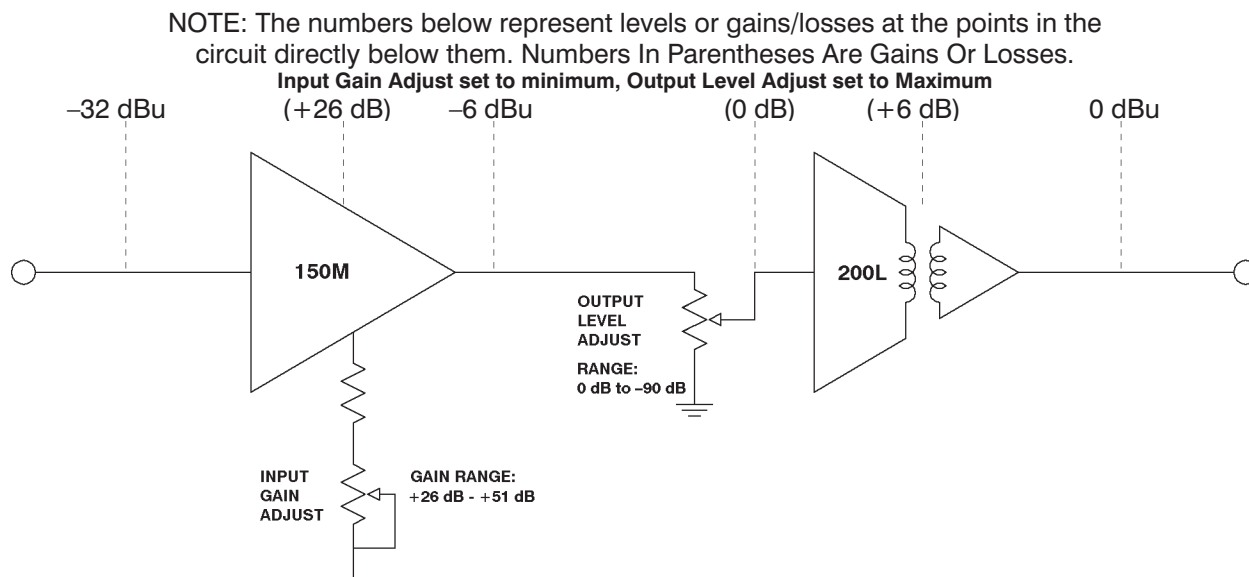 NOTE: The numbers below represent levels or gains/losses at the points in the
circuit directly below them. Numbers In Parentheses Are Gains Or Losses.
Input Gain Adjust set to minimum, Output Level Adjust set to Maximum
−32 dBu (+26 dB) −6 dBu (0 dB) (+6 dB) 0 dBu
150M
200L
OUTPUT
LEVEL
ADJUST
RANGE:
0 dB to −90 dB
INPUT
GAIN
ADJUST
GAIN RANGE:
+26 dB - +51 dB